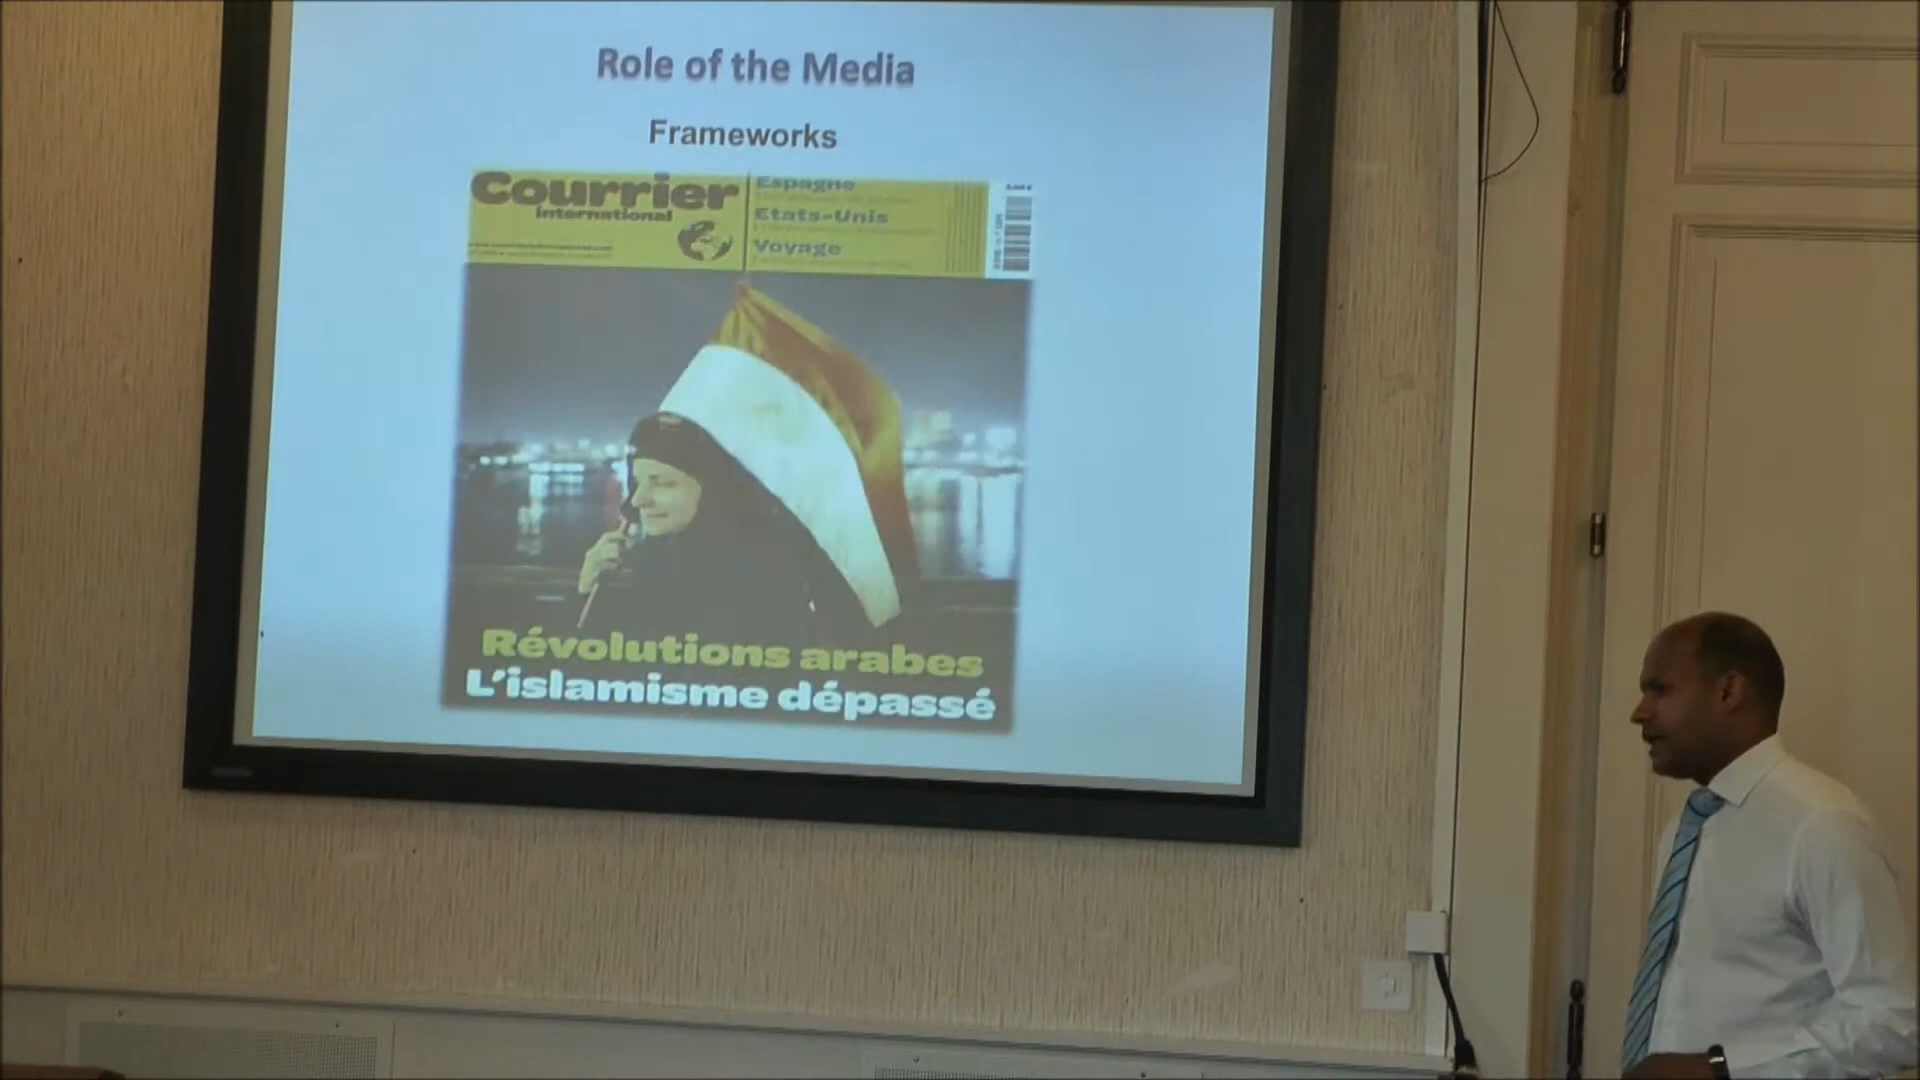 Role of the Media
Frameworks
Courrier
international
Espagne
Etats-Unis
Voyage
Révolutions arabes
L'islamisme dépassé